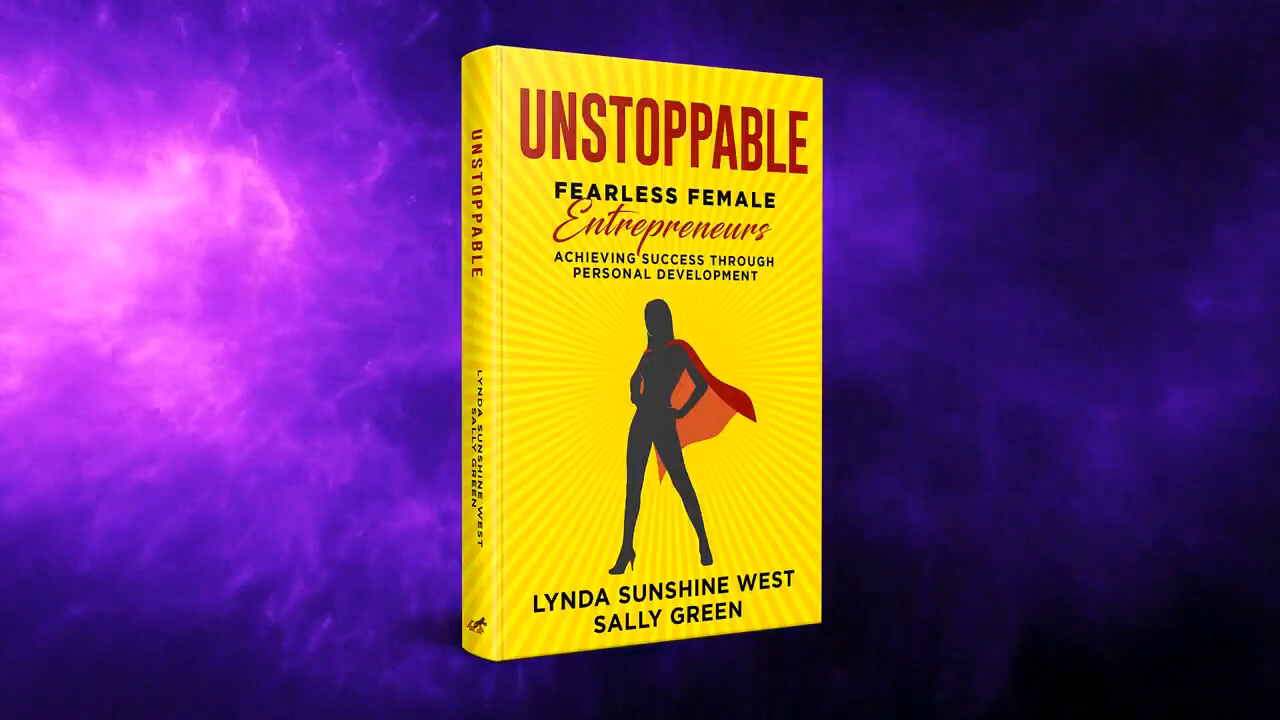 UNSTOPPABLE
FEARLESS FEMALE
Entrepreneurs
ACHIEVING SUCCESS THROUGH
PERSONAL DEVELOPMENT
LYNDA SUNSHINE WEST
SALLY GREEN
UNSTOPPABLE
LYNDA SUNSHINE WEST
SALLY GREEN